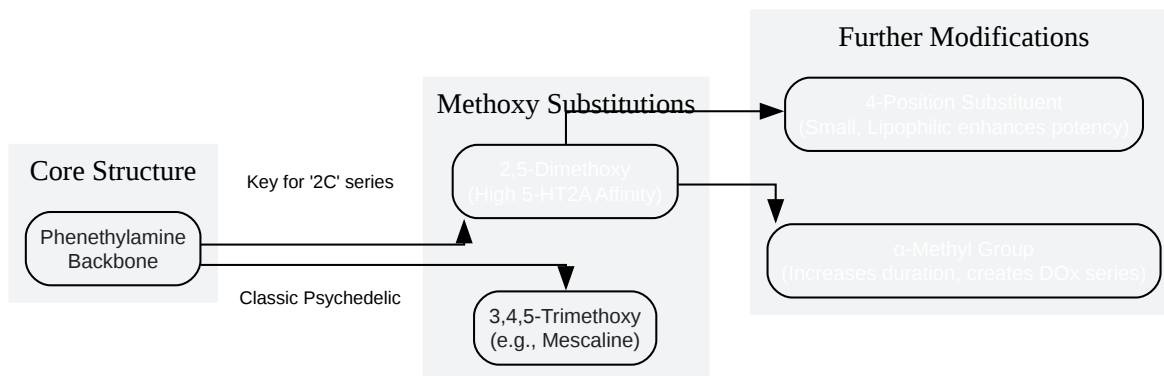 Core Structure
Phenethylamine
Backbone
Key for '2C' series
Classic Psychedelic
Methoxy Substitutions
2,5-Dimethoxy
(High 5-HT2A Affinity)
3,4,5-Trimethoxy
(e.g., Mescaline)
Further Modifications
4-Position Substituent
(Small, Lipophilic enhances potency)
α-Methyl Group
(Increases duration, creates DOx series)